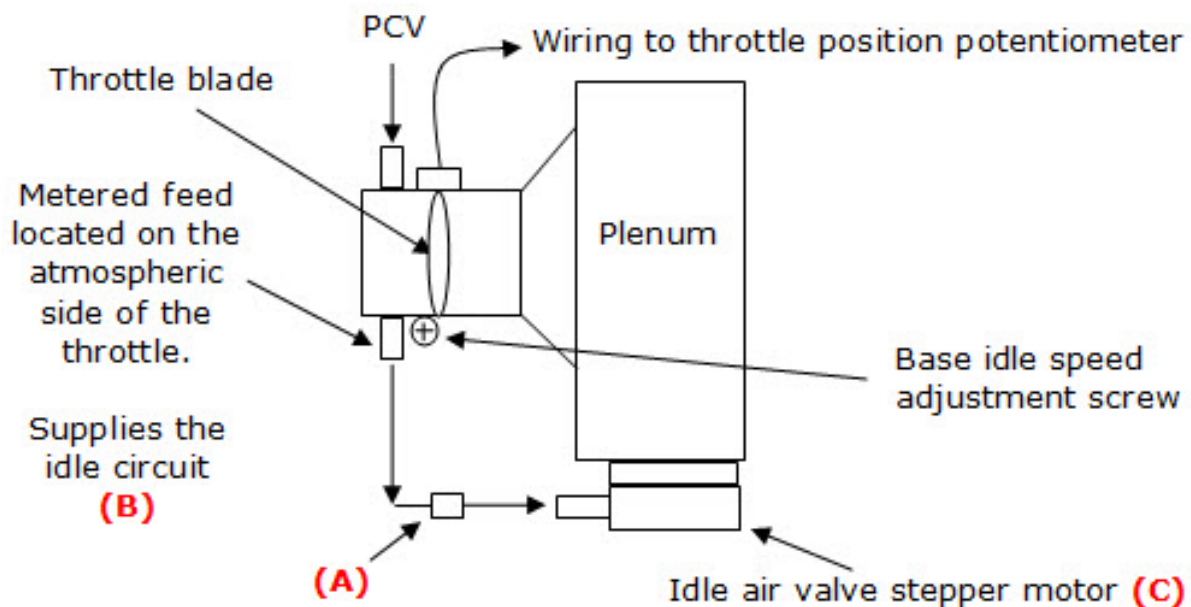 PCV
Wiring to throttle position potentiometer
Throttle blade
Metered feed
located on the
atmospheric
side of the
throttle.
Plenum
Base idle speed
adjustment screw
Supplies the
idle circuit
(B)
(A)
Idle air valve stepper motor (C)